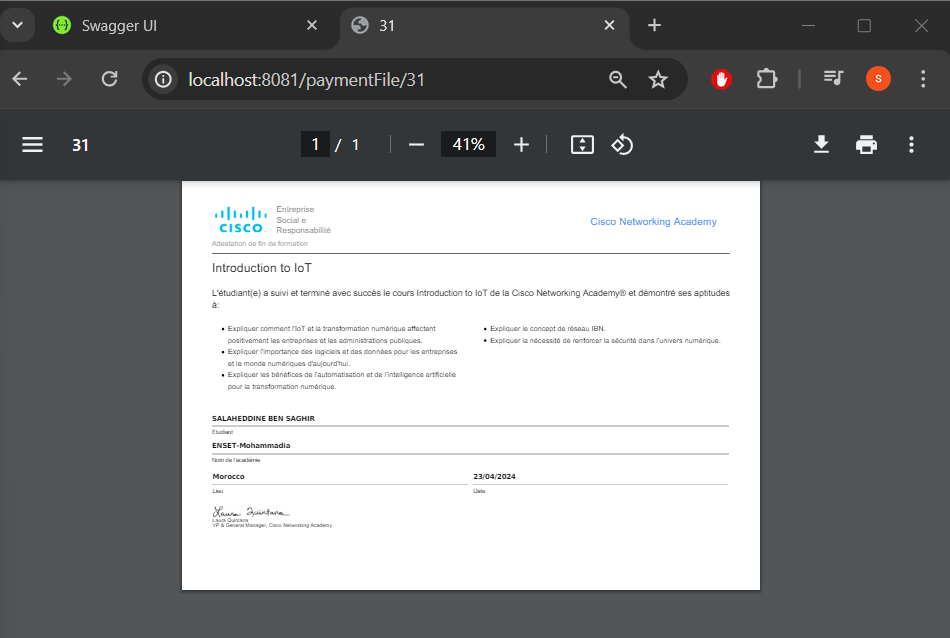 Swagger UI
31
localhost:8081/paymentFile/31
S
31
1 / 1
41%
CISCO
Entreprise
Social e
Responsabilité
Cisco Networking Academy
Attestation de fin de formation
Introduction to IoT
L'étudiant(e) a suivi et terminé avec succès le cours Introduction to IoT de la Cisco Networking Academy® et démontré ses aptitudes
à:
• Expliquer comment l'IoT et la transformation numérique affectent
positivement les entreprises et les administrations publiques.
• Expliquer l'importance des logiciels et des données pour les entreprises
et le monde numériques d'aujourd'hui.
• Expliquer les bénéfices de l'automatisation et de l'intelligence artificielle
pour la transformation numérique.
• Expliquer le concept de réseau IBN.
• Expliquer la nécessité de renforcer la sécurité dans l'univers numérique.
SALAHEDDINE BEN SAGHIR
Etudiant
ENSET-Mohammadia
Nom de l'académie
Morocco
23/04/2024
Lieu
Date
Laura Quintana
Laura Quintana
VP & General Manager, Cisco Networking Academy